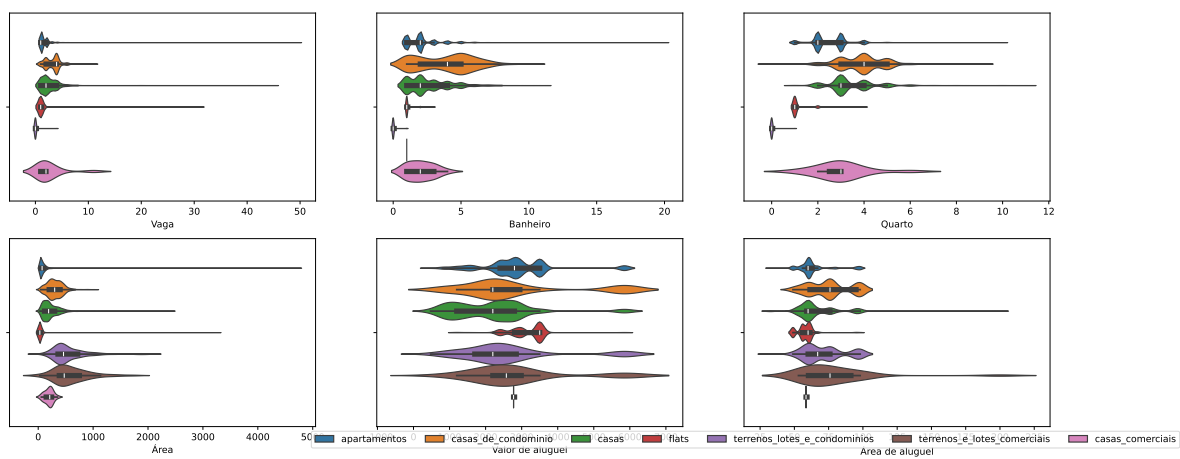 0 10 20 30 40 50
Vaga
0 5 10 15 20
Banheiro
0 2 4 6 8 10 12
Quarto
0 1000 2000 3000 4000
apartamentos casas_de_condominio casas flats terrenos_lotes_e_condominios terrenos_e_lotes_comerciais casas_comerciais
Área
Valor de aluguel
Área de aluguel